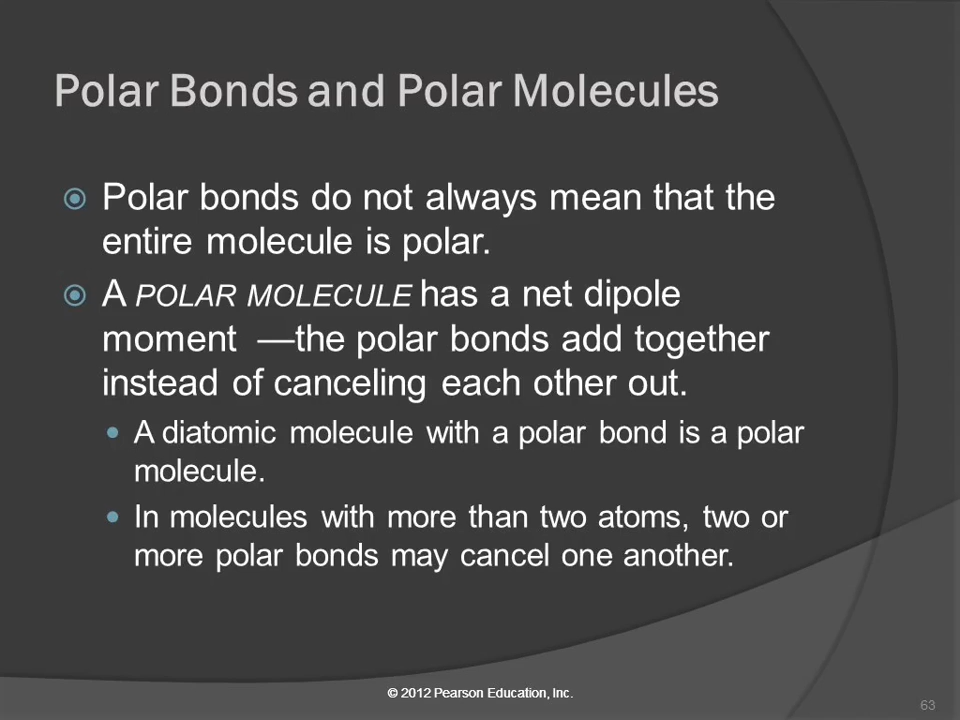 Polar Bonds and Polar Molecules
Polar bonds do not always mean that the
entire molecule is polar.
A POLAR MOLECULE has a net dipole
moment —the polar bonds add together
instead of canceling each other out.
A diatomic molecule with a polar bond is a polar
molecule.
In molecules with more than two atoms, two or
more polar bonds may cancel one another.
© 2012 Pearson Education, Inc.
63